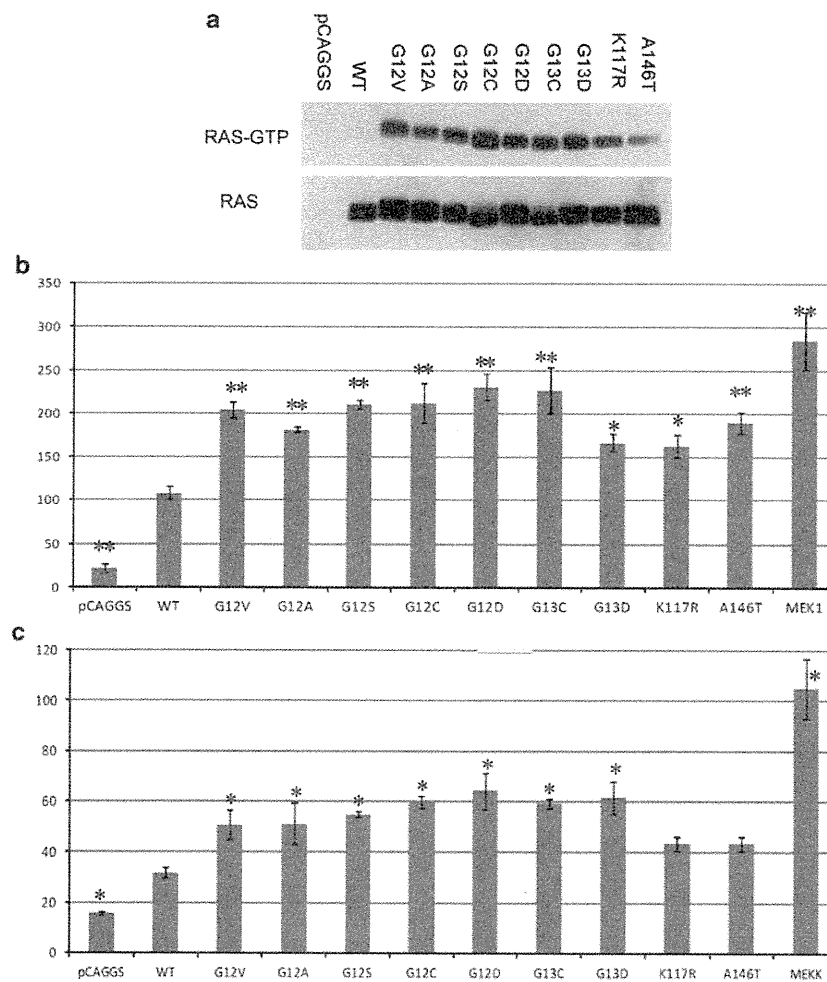 a
pCAGGS WT G12V G12A G12S G12C G12D G13C G13D K117R A146T
RAS-GTP
RAS
b
350
300
250
200
150
100
50
0
** ** ** ** ** ** ** * * ** **
pCAGGS WT G12V G12A G12S G12C G12D G13C G13D K117R A146T MEK1
c
120
100
80
60
40
20
0
* * * * * * * * *
pCAGGS WT G12V G12A G12S G12C G12D G13C G13D K117R A146T MEKK